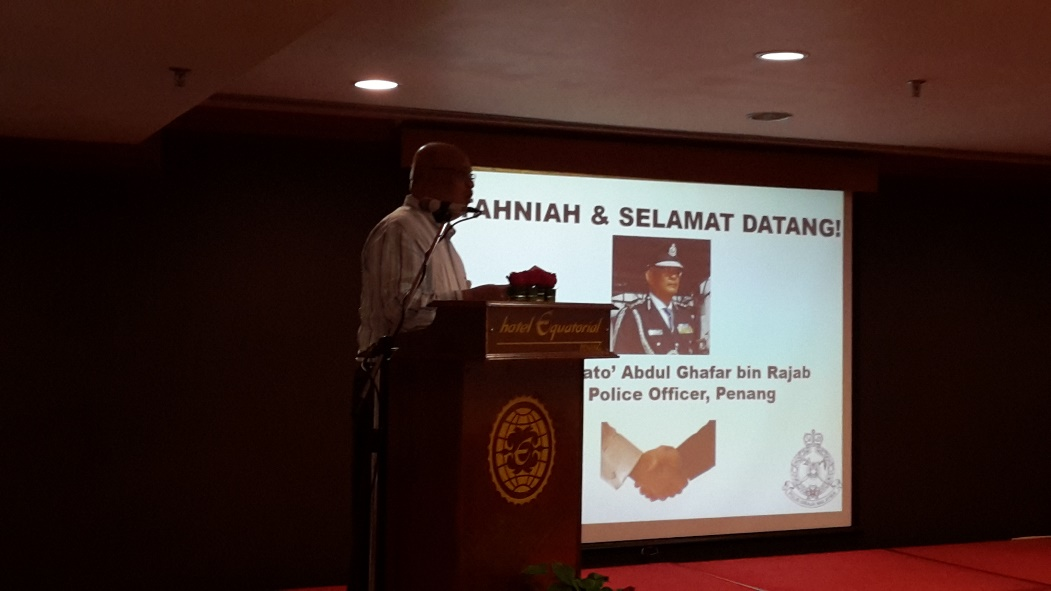 AHNIAH & SELAMAT DATANG!
hotel Equatorial
ato’ Abdul Ghafar bin Rajab
Police Officer, Penang